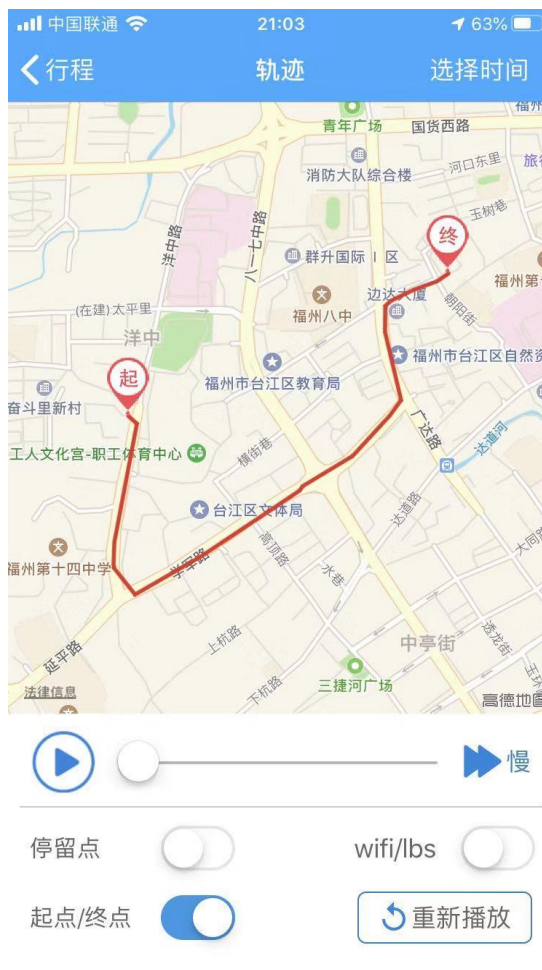 中国联通
21:03
63%
行程
轨迹
选择时间
福州
青年广场
国货西路
消防大队综合楼
河口东里
旅
玉树巷
洋中路
八一七中路
终
群升国际Ⅰ区
福州第一
边达大厦
福州八中
(在建)太平里
朝阳街
洋中
福州市台江区自然资
起
福州市台江区教育局
奋斗里新村
广达路
横街巷
达道河
工人文化宫-职工体育中心
台江区文体局
达道路
高顶路
大同
福州第十四中学
学军路
水巷
上杭路
中亭街
透龙街
延平路
三捷河广场
下杭路
王环
法律信息
高德地图
慢
停留点
wifi/lbs
起点/终点
重新播放